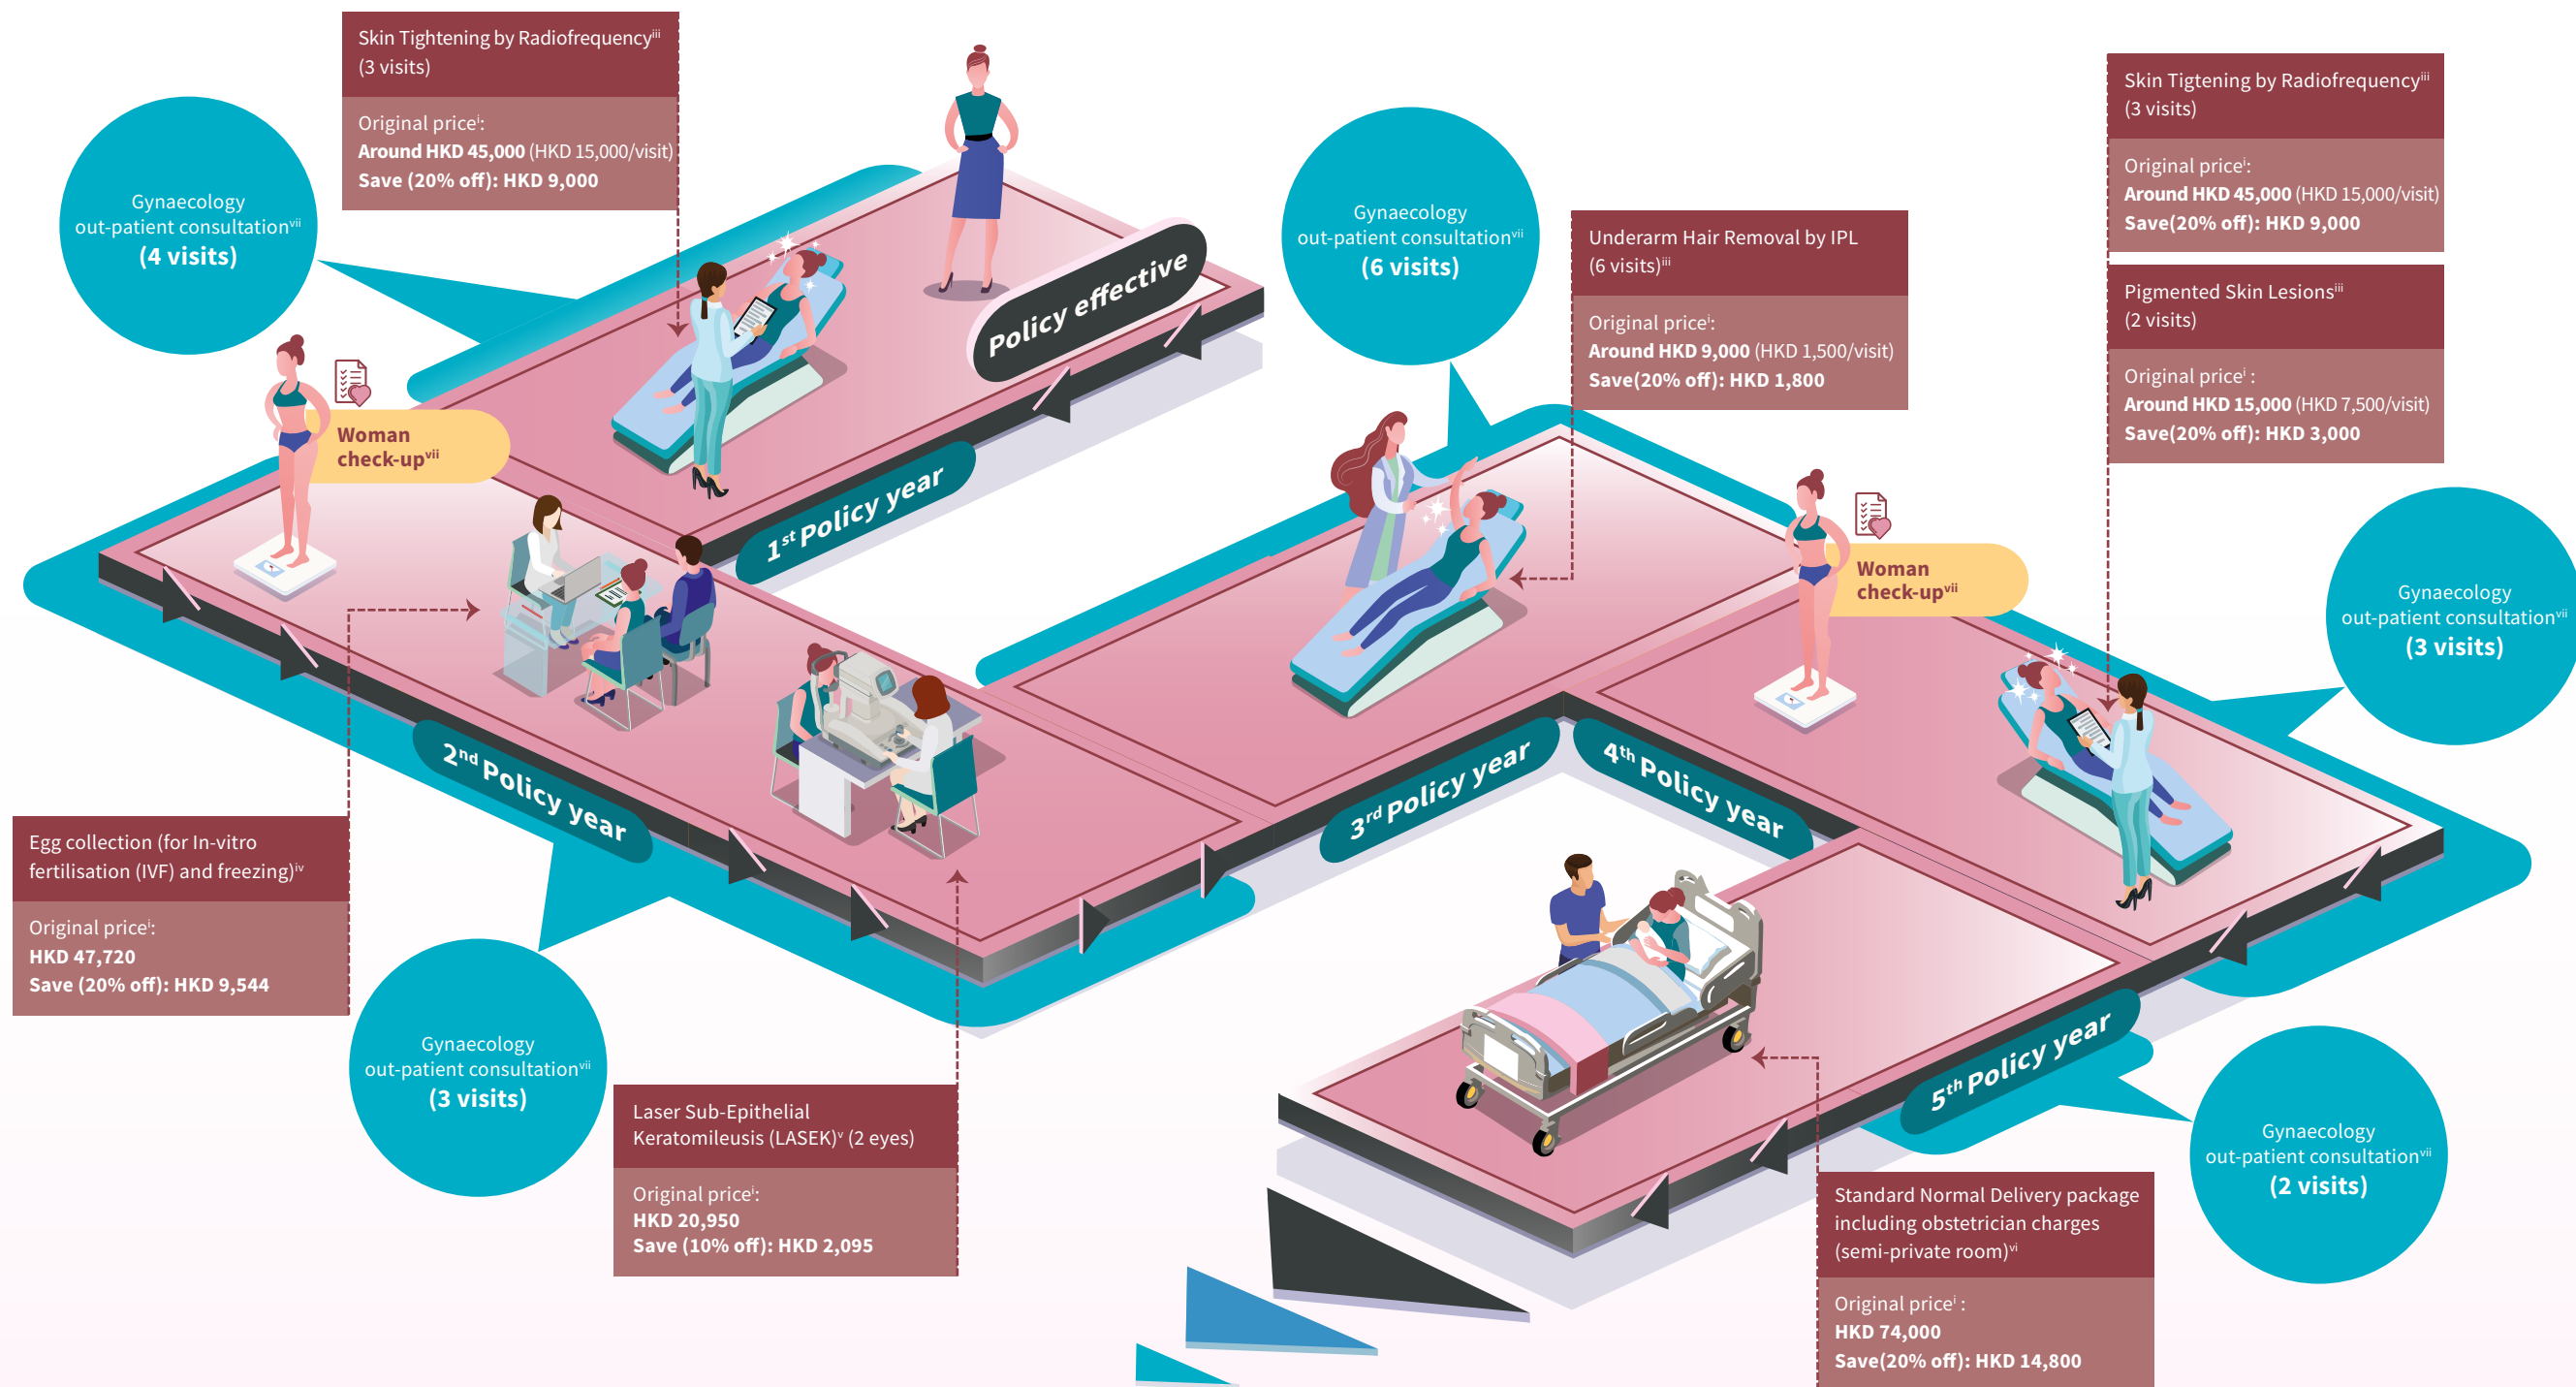 Skin Tightening by Radiofrequencyiii
(3 visits)
Original pricei:
Around HKD 45,000 (HKD 15,000/visit)
Save (20% off): HKD 9,000
Gynaecology
out-patient consultationvii
(4 visits)
Policy effective
1st Policy year
Woman
check-upvii
2nd Policy year
Egg collection (for In-vitro
fertilisation (IVF) and freezing)iv
Original pricei:
HKD 47,720
Save (20% off): HKD 9,544
Gynaecology
out-patient consultationvii
(3 visits)
Laser Sub-Epithelial
Keratomileusis (LASEK)v (2 eyes)
Original pricei:
HKD 20,950
Save (10% off): HKD 2,095
Gynaecology
out-patient consultationvii
(6 visits)
Underarm Hair Removal by IPL
(6 visits)iii
Original pricei:
Around HKD 9,000 (HKD 1,500/visit)
Save(20% off): HKD 1,800
3rd Policy year
4th Policy year
Woman
check-upvii
Skin Tigtening by Radiofrequencyiii
(3 visits)
Original pricei:
Around HKD 45,000 (HKD 15,000/visit)
Save(20% off): HKD 9,000
Pigmented Skin Lesionsiii
(2 visits)
Original pricei :
Around HKD 15,000 (HKD 7,500/visit)
Save(20% off): HKD 3,000
Gynaecology
out-patient consultationvii
(3 visits)
5th Policy year
Gynaecology
out-patient consultationvii
(2 visits)
Standard Normal Delivery package
including obstetrician charges
(semi-private room)vi
Original pricei :
HKD 74,000
Save(20% off): HKD 14,800